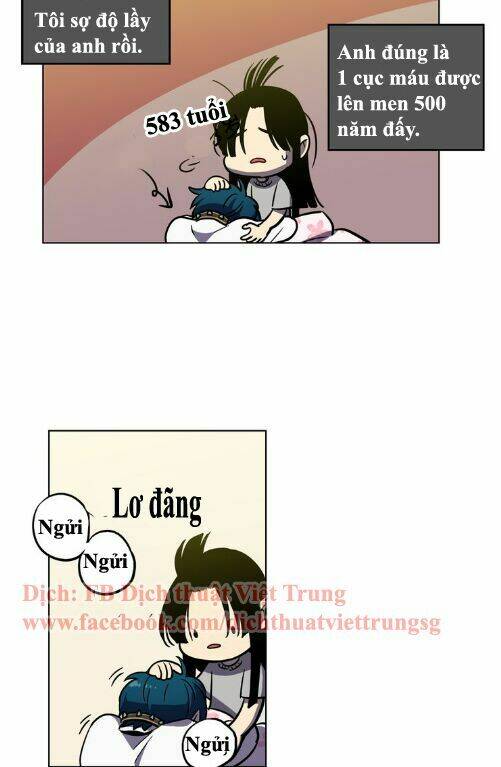 Tôi sợ độ lầy
của anh rồi.
Anh đúng là
1 cục máu được
lên men 500
năm đấy.
583 tuổi
Lơ đãng
Ngửi
Ngửi
Dịch: FB Dịch thuật Việt Trung
www.facebook.com/dichthuatviettrungsg
Ngửi